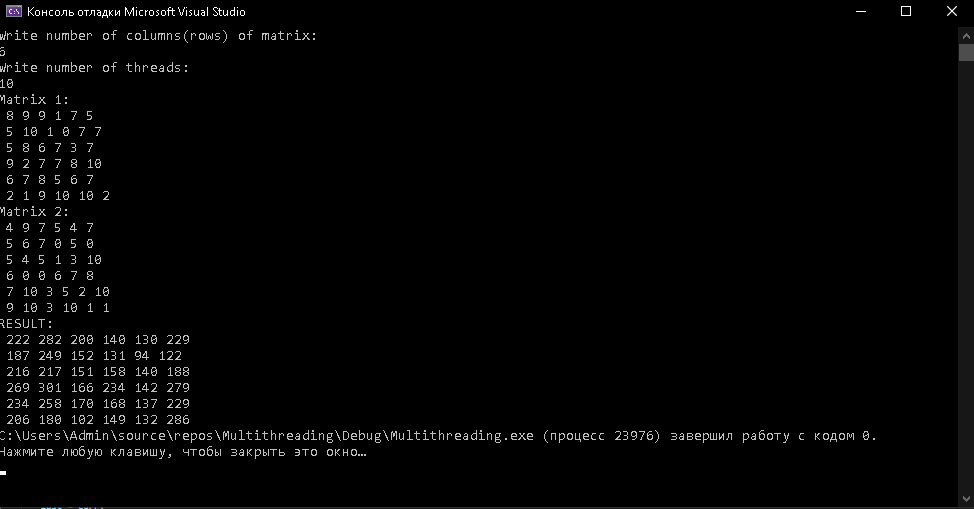 Консоль отладки Microsoft Visual Studio
Write number of columns(rows) of matrix:
6
Write number of threads:
10
Matrix 1:
8 9 9 1 7 5
5 10 1 0 7 7
5 8 6 7 3 7
9 2 7 7 8 10
6 7 8 5 6 7
2 1 9 10 10 2
Matrix 2:
4 9 7 5 4 7
5 6 7 0 5 0
5 4 5 1 3 10
6 0 0 6 7 8
7 10 3 5 2 10
9 10 3 10 1 1
RESULT:
222 282 200 140 130 229
187 249 152 131 94 122
216 217 151 158 140 188
269 301 166 234 142 279
234 258 170 168 137 229
206 180 102 149 132 286
C:\Users\Admin\source\repos\Multithreading\Debug\Multithreading.exe (процесс 23976) завершил работу с кодом 0.
Нажмите любую клавишу, чтобы закрыть это окно…